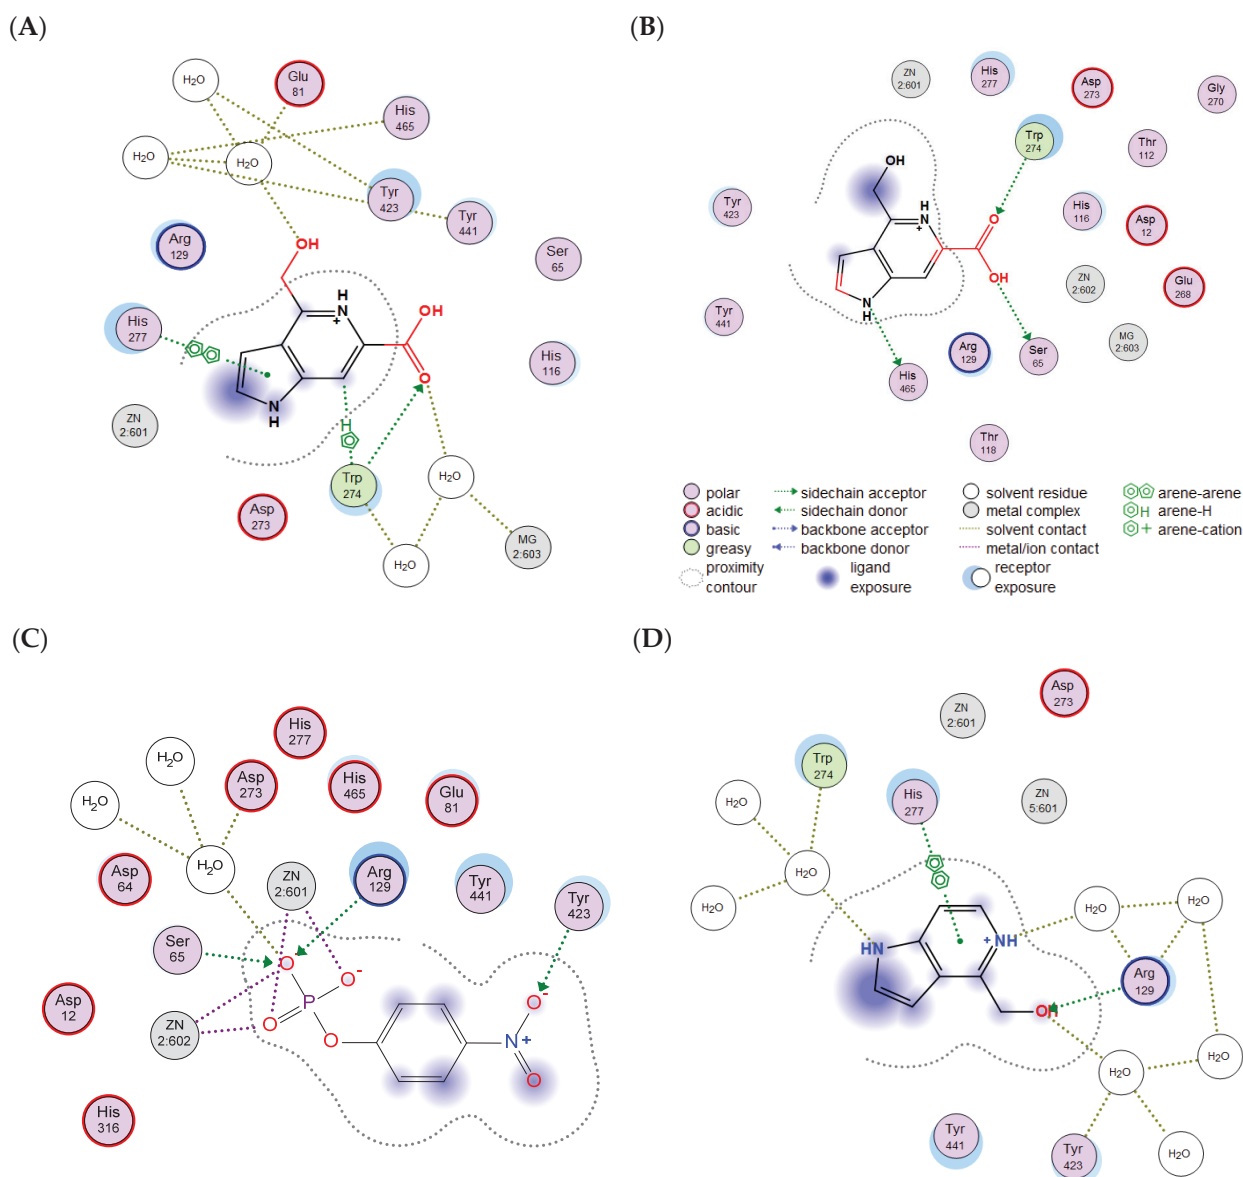 (A)
H₂O
Glu
81
His
465
H₂O
H₂O
Tyr
423
Tyr
441
Arg
129
Ser
65
OH
H
N
+
OH
His
277
O
His
116
N
H
H
ZN
2:601
Trp
274
H₂O
Asp
273
MG
2:603
H₂O
(B)
ZN
2:601
His
277
Asp
273
Gly
270
Trp
274
Thr
112
OH
Tyr
423
H
N
+
O
His
116
Asp
12
OH
ZN
2:602
Glu
268
N
H
Tyr
441
MG
2:603
Arg
129
Ser
65
His
465
Thr
118
polar
acidic
basic
greasy
proximity
contour
sidechain acceptor
sidechain donor
backbone acceptor
backbone donor
ligand
exposure
solvent residue
metal complex
solvent contact
metal/ion contact
receptor
exposure
arene-arene
H
arene-H
+
arene-cation
(C)
His
277
H₂O
Asp
273
His
465
Glu
81
H₂O
H₂O
Asp
64
ZN
2:601
Arg
129
Tyr
441
Tyr
423
Ser
65
O-
O-
O-
P
Asp
12
O
ZN
2:602
O
N+
O
His
316
(D)
Asp
273
ZN
2:601
Trp
274
His
277
ZN
5:601
H₂O
H₂O
H₂O
H₂O
H₂O
HN
+NH
Arg
129
OH
H₂O
H₂O
Tyr
441
Tyr
423
H₂O